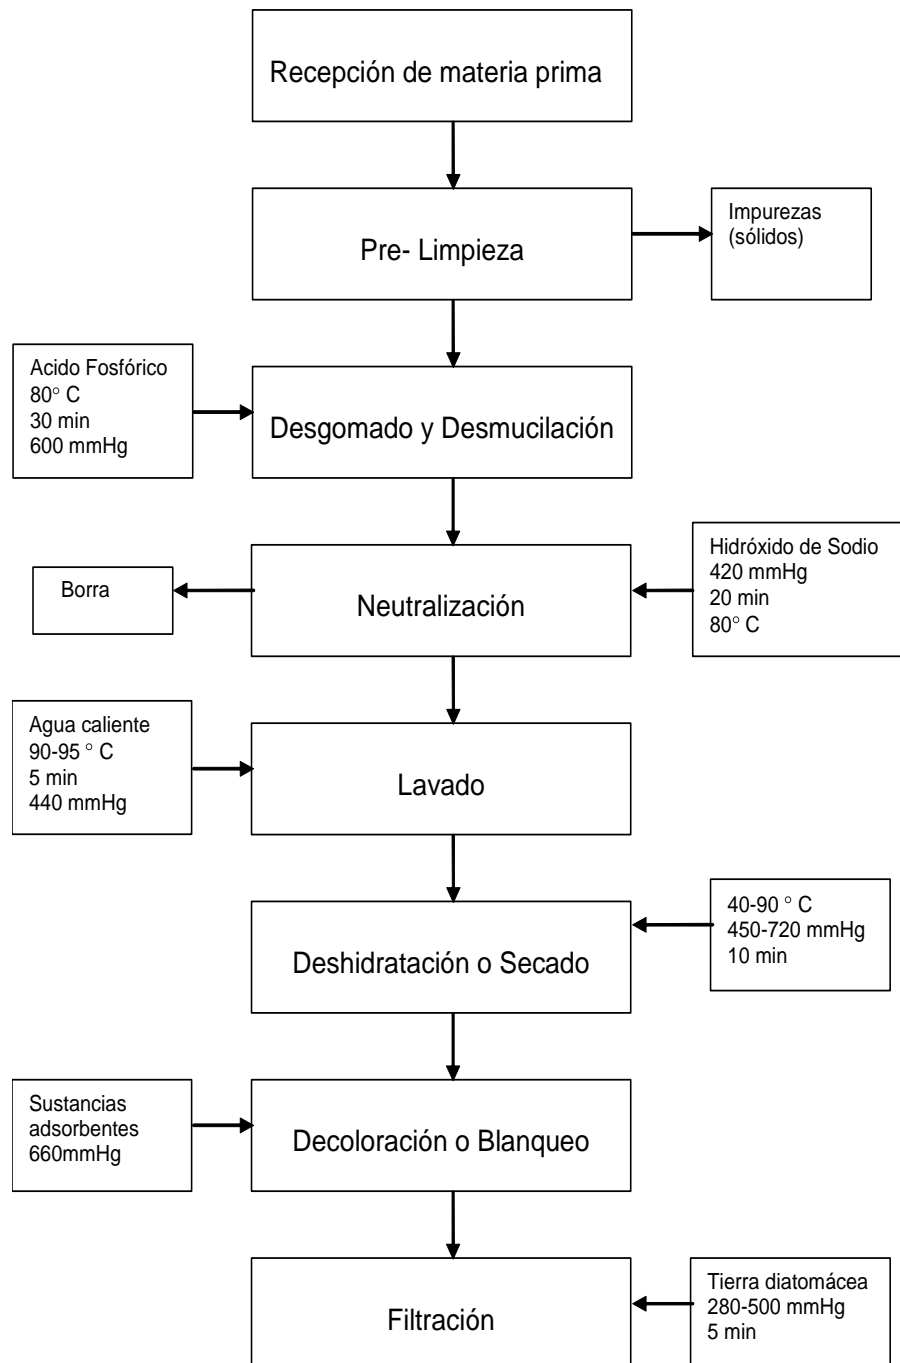 Recepción de materia prima
Pre- Limpieza
Impurezas
(sólidos)
Acido Fosfórico
80° C
30 min
600 mmHg
Desgomado y Desmucilación
Hidróxido de Sodio
420 mmHg
20 min
80° C
Borra
Neutralización
Agua caliente
90-95 ° C
5 min
440 mmHg
Lavado
40-90 ° C
450-720 mmHg
10 min
Deshidratación o Secado
Sustancias
adsorbentes
660mmHg
Decoloración o Blanqueo
Tierra diatomácea
280-500 mmHg
5 min
Filtración